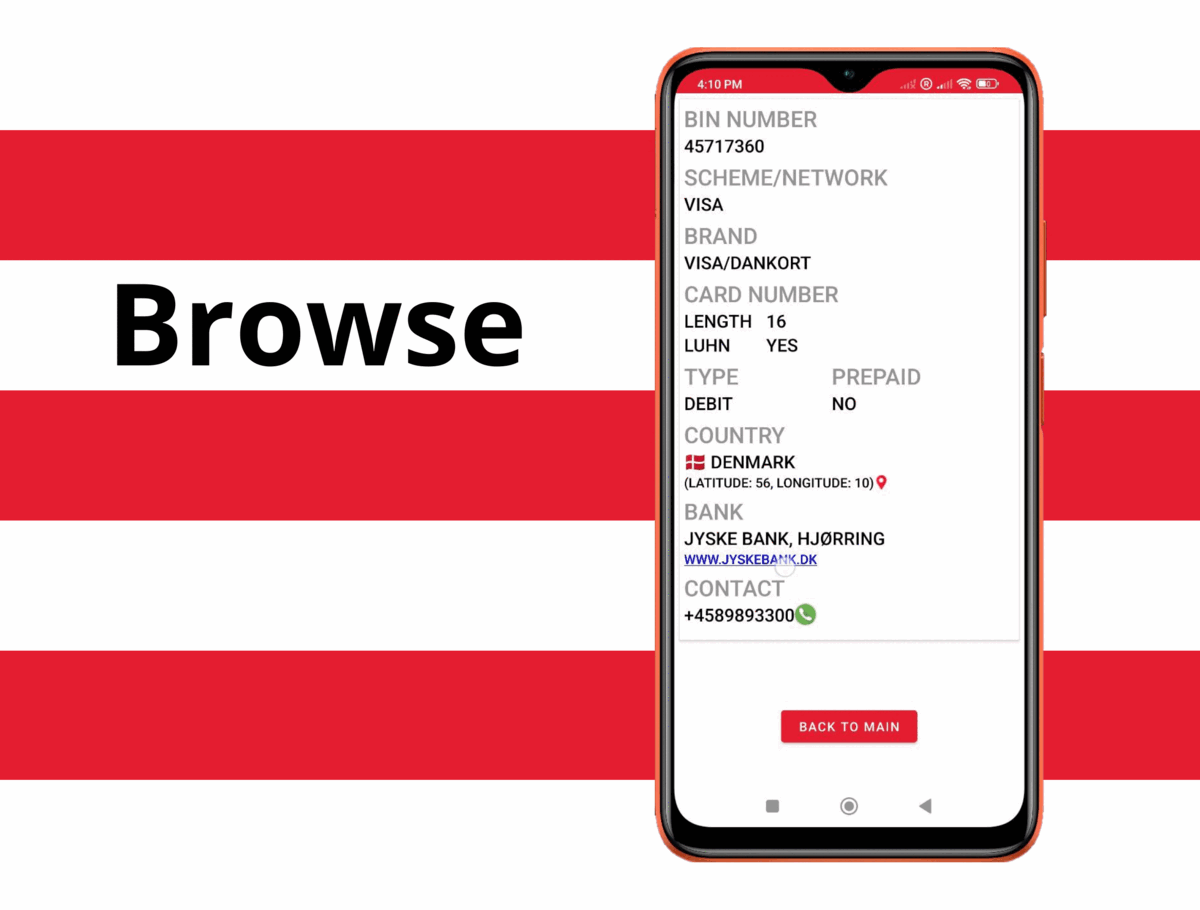 Browse
4:10 PM
BIN NUMBER
45717360
SCHEME/NETWORK
VISA
BRAND
VISA/DANKORT
CARD NUMBER
LENGTH 16
LUHN YES
TYPE PREPAID
DEBIT NO
COUNTRY
🇩🇰 DENMARK
(LATITUDE: 56, LONGITUDE: 10)
BANK
JYSKE BANK, HJØRRING
WWW.JYSKEBANK.DK
CONTACT
+4589893300
BACK TO MAIN